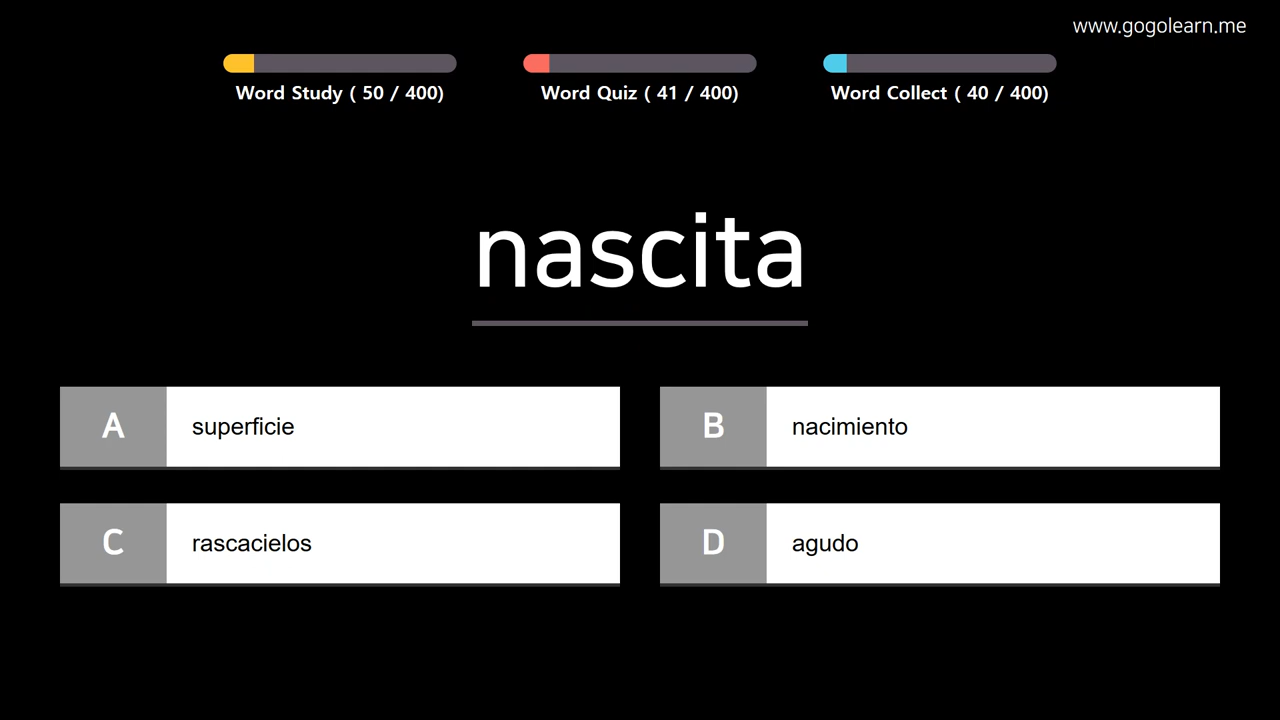 www.gogolearn.me
Word Study ( 50 / 400)
Word Quiz ( 41 / 400)
Word Collect ( 40 / 400)
nascita
A superficie
B nacimiento
C rascacielos
D agudo